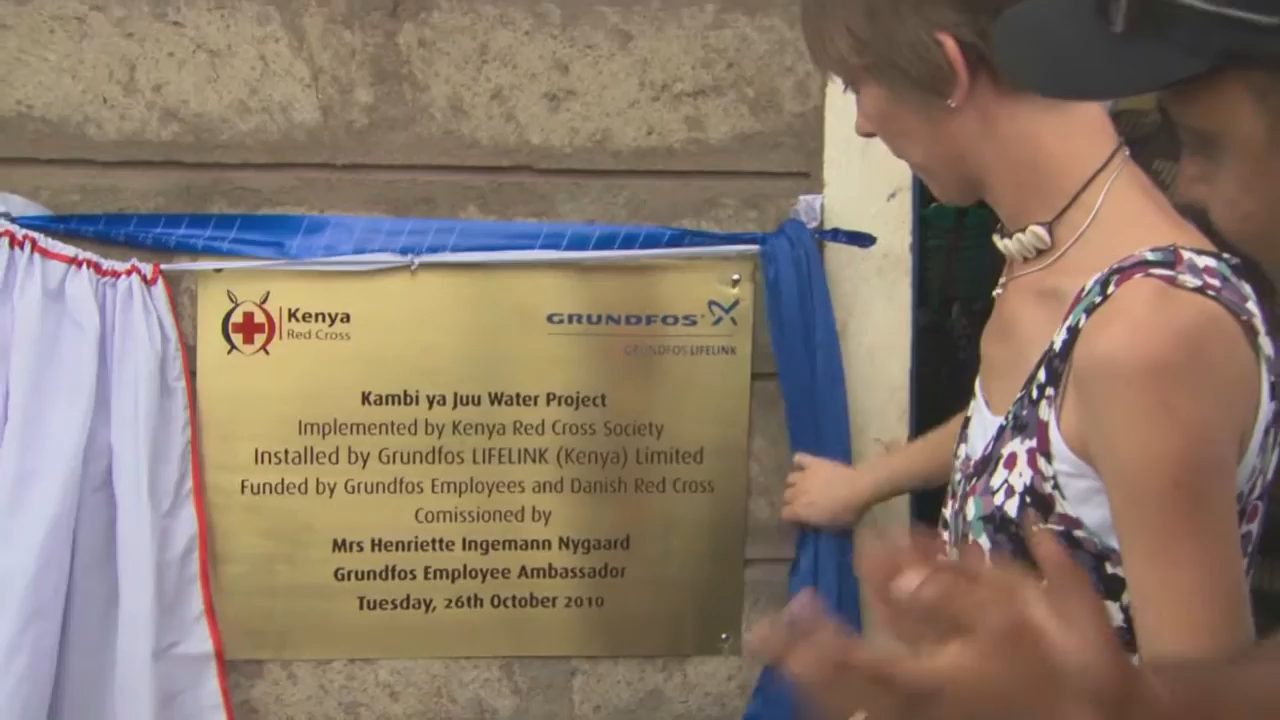 Kenya
Red Cross
GRUNDFOS
GRUNDFOS LIFELINK
Kambi ya Juu Water Project
Implemented by Kenya Red Cross Society
Installed by Grundfos LIFELINK (Kenya) Limited
Funded by Grundfos Employees and Danish Red Cross
Comissioned by
Mrs Henriette Ingemann Nygaard
Grundfos Employee Ambassador
Tuesday, 26th October 2010